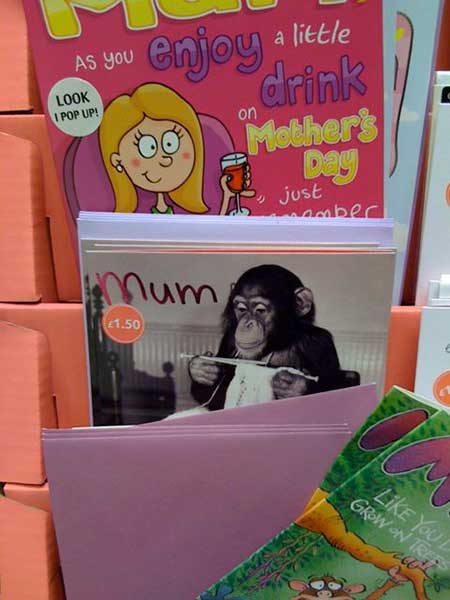 As you enjoy a little
drink
on
Mother's
Day
just
LOOK
I POP UP!
mum
£1.50
LIKE YOU
GROW ON TREES